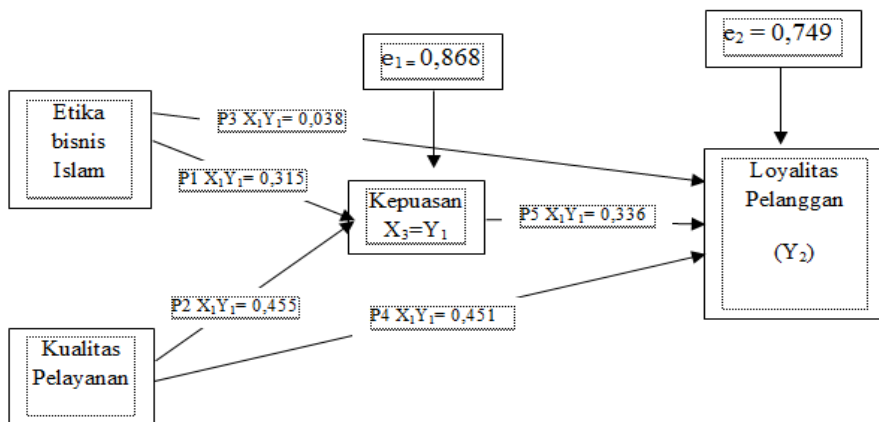 e₁ = 0,868
e₂ = 0,749
Etika
bisnis
Islam
P3 X₁Y₁= 0,038
P1 X₁Y₁= 0,315
Kepuasan
X₃=Y₁
P5 X₁Y₁= 0,336
Loyalitas
Pelanggan
(Y₂)
P2 X₁Y₁= 0,455
P4 X₁Y₁= 0,451
Kualitas
Pelayanan